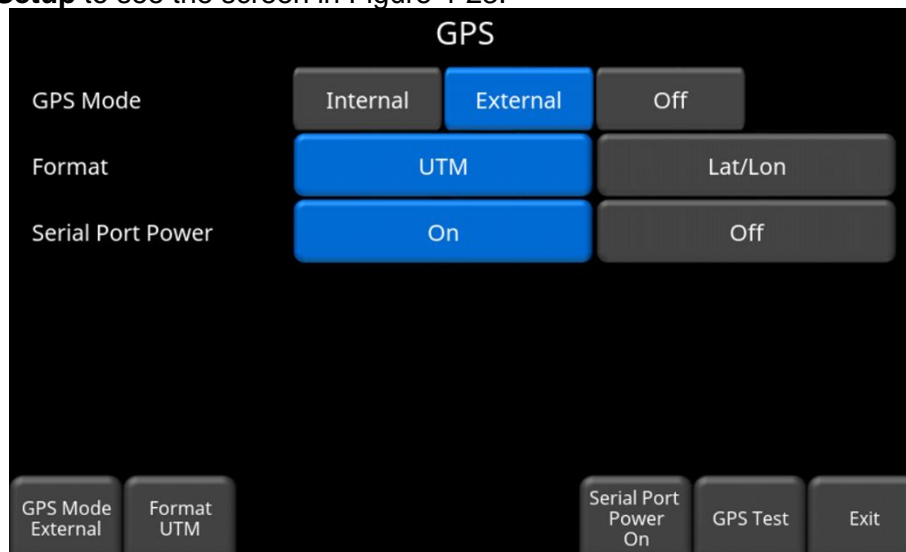 Setup to see the screen in Figure 4-23.
GPS
GPS Mode Internal External Off
Format UTM Lat/Lon
Serial Port Power On Off
GPS Mode
External
Format
UTM
Serial Port
Power
On
GPS Test
Exit